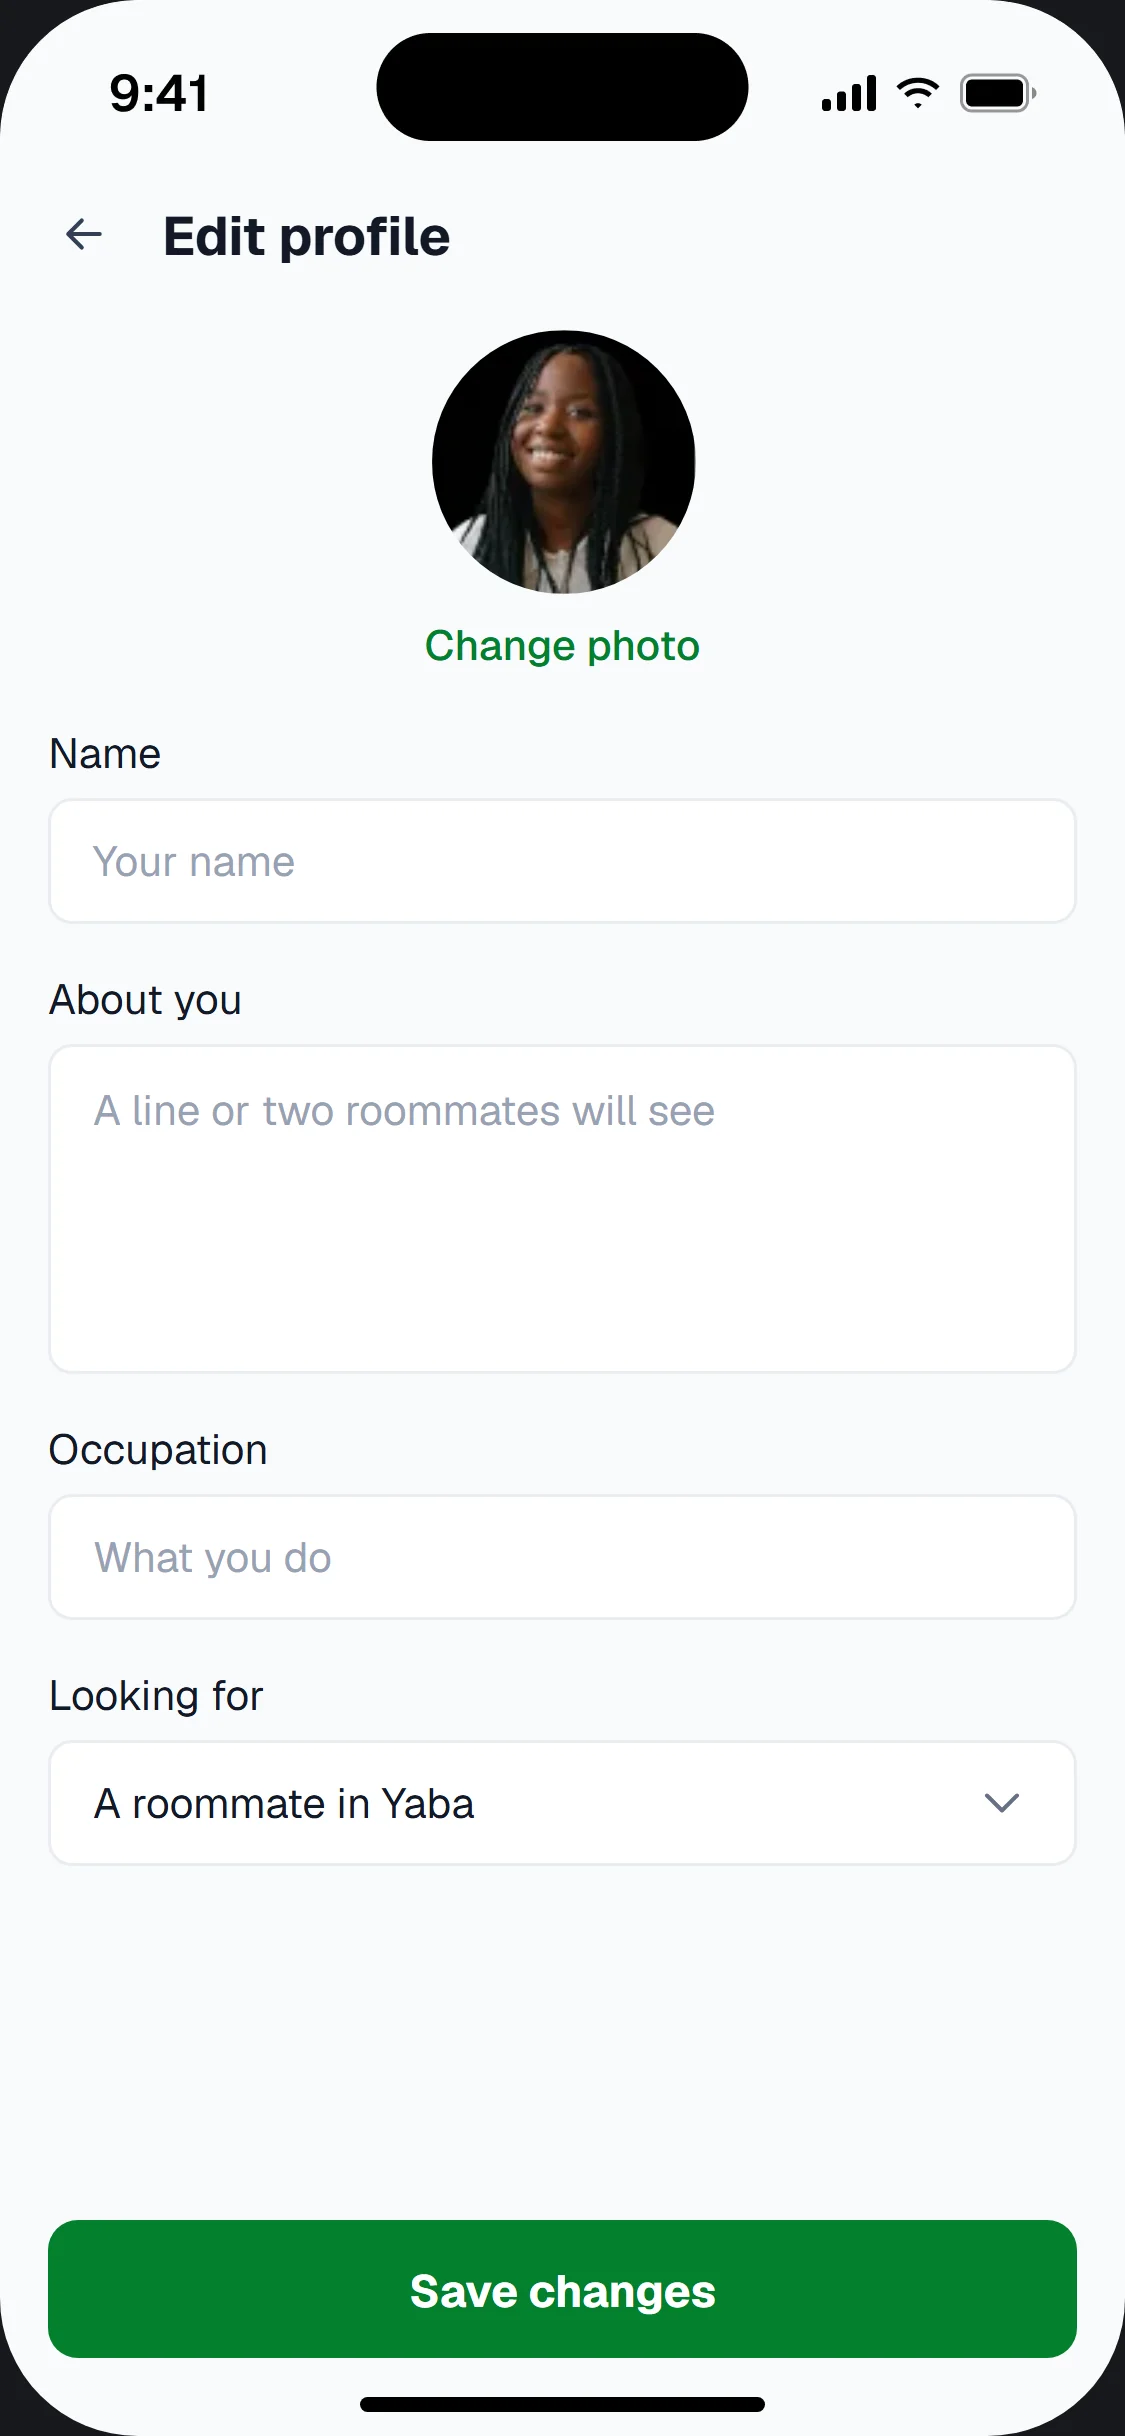 9:41
Edit profile
Change photo
Name
Your name
About you
A line or two roommates will see
Occupation
What you do
Looking for
A roommate in Yaba
Save changes